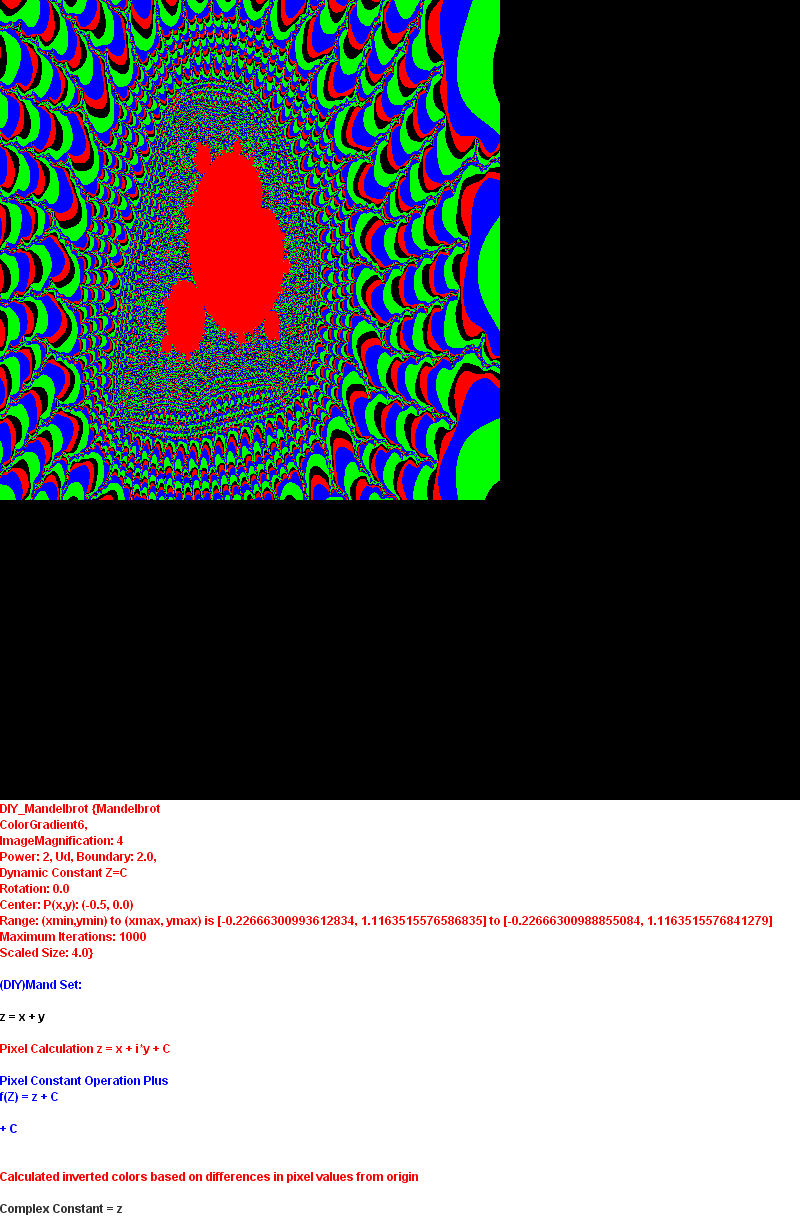 DIY_Mandelbrot {Mandelbrot
ColorGradient6,
ImageMagnification: 4
Power: 2, Ud, Boundary: 2.0,
Dynamic Constant Z=C
Rotation: 0.0
Center: P(x,y): (-0.5, 0.0)
Range: (xmin,ymin) to (xmax, ymax) is [-0.22666300993612834, 1.1163515576586835] to [-0.22666300988855084, 1.1163515576841279]
Maximum Iterations: 1000
Scaled Size: 4.0}
(DIY)Mand Set:
z = x + y
Pixel Calculation z = x + i*y + C
Pixel Constant Operation Plus
f(Z) = z + C
+ C
Calculated inverted colors based on differences in pixel values from origin
Complex Constant = z